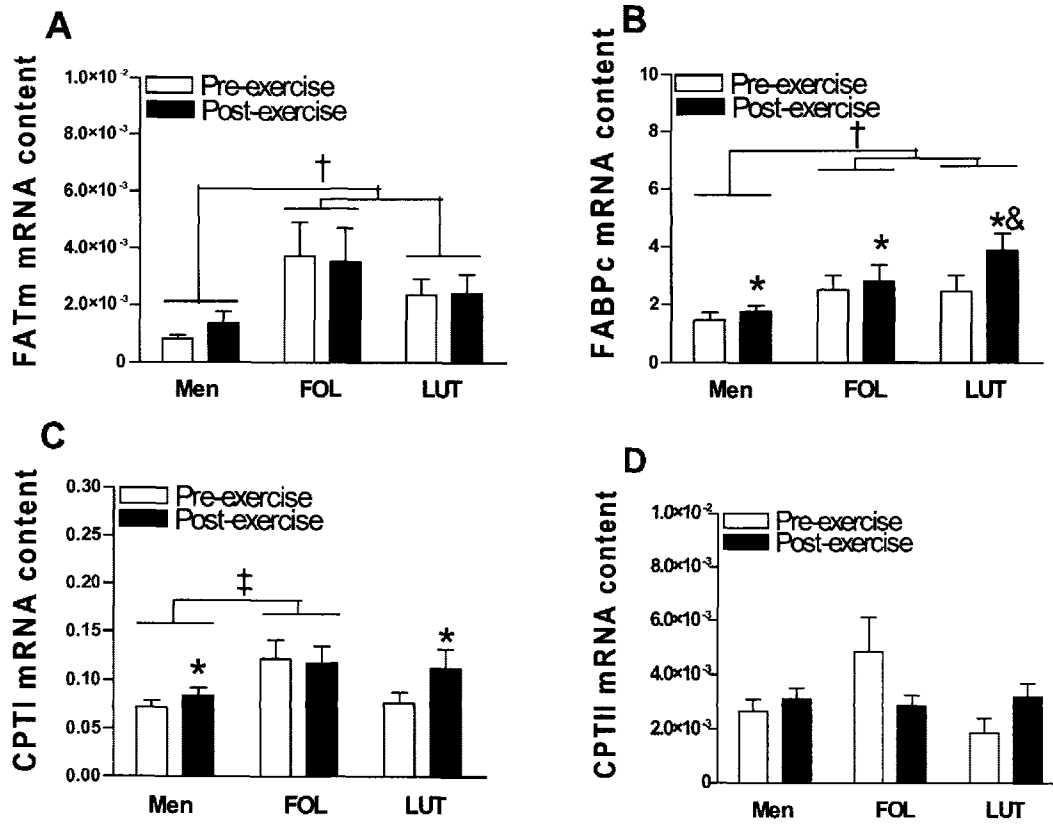 A
FATm mRNA content
1.0×10⁻²
8.0×10⁻³
6.0×10⁻³
4.0×10⁻³
2.0×10⁻³
0
Pre-exercise
Post-exercise
†
Men FOL LUT
B
FABPc mRNA content
10
8
6
4
2
0
Pre-exercise
Post-exercise
†
* * *&
Men FOL LUT
C
CPTI mRNA content
0.30
0.25
0.20
0.15
0.10
0.05
0.00
Pre-exercise
Post-exercise
‡
* *
Men FOL LUT
D
CPTII mRNA content
1.0×10⁻²
8.0×10⁻³
6.0×10⁻³
4.0×10⁻³
2.0×10⁻³
0
Pre-exercise
Post-exercise
Men FOL LUT